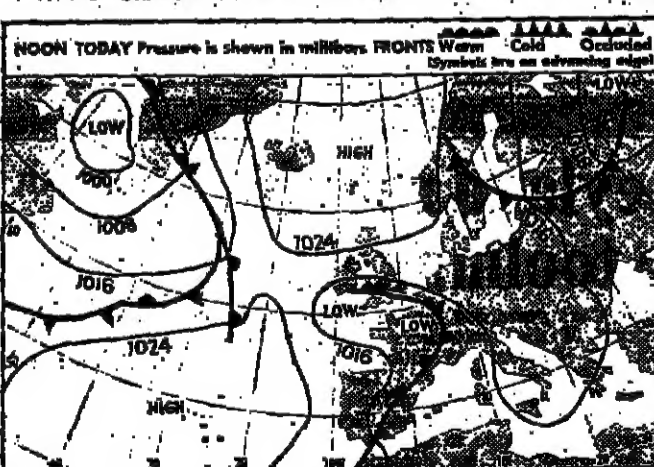 NOON TODAY Pressure is shown in millibars FRONTS Warm Cold Occluded
(Symbols are on advancing edge)
LOW
LOW
HIGH
1000
1008
1024
1016
LOW
LOW
1024
1016
HIGH